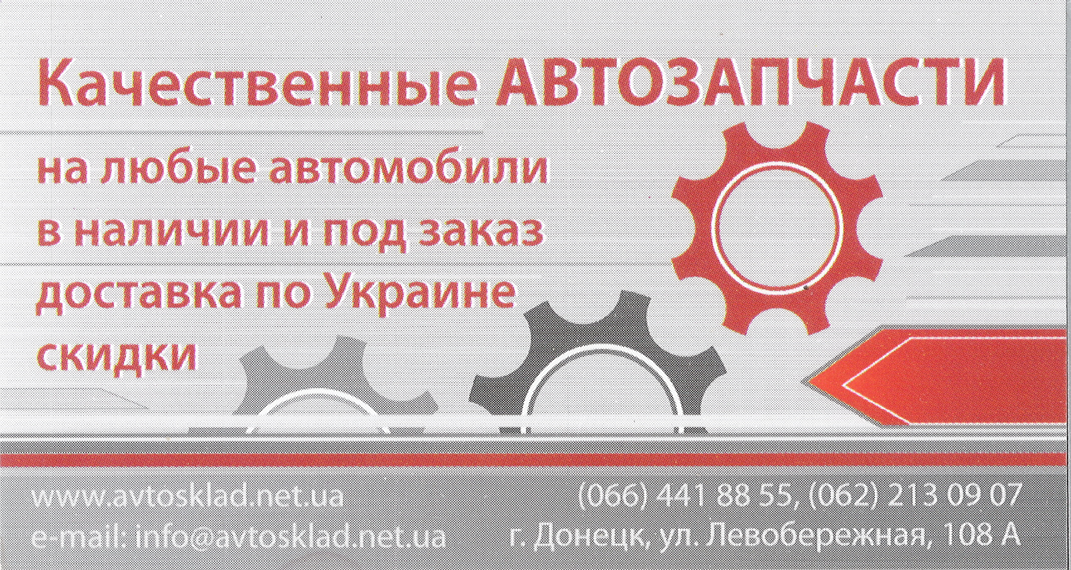 Качественные АВТОЗАПЧАСТИ
на любые автомобили
в наличии и под заказ
доставка по Украине
скидки
www.avtosklad.net.ua
e-mail: info@avtosklad.net.ua
(066) 441 88 55, (062) 213 09 07
г. Донецк, ул. Левобережная, 108 А